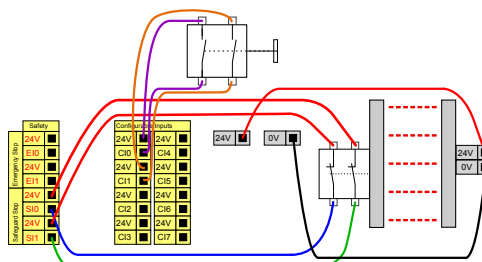 Safety
Emergency Stop
24V
EI0
24V
EI1
Safeguard Stop
24V
SI0
24V
SI1
Configurable Inputs
24V 24V
CI0 CI4
24V 24V
CI1 CI5
24V 24V
CI2 CI6
24V 24V
CI3 CI7
24V 0V
24V
0V